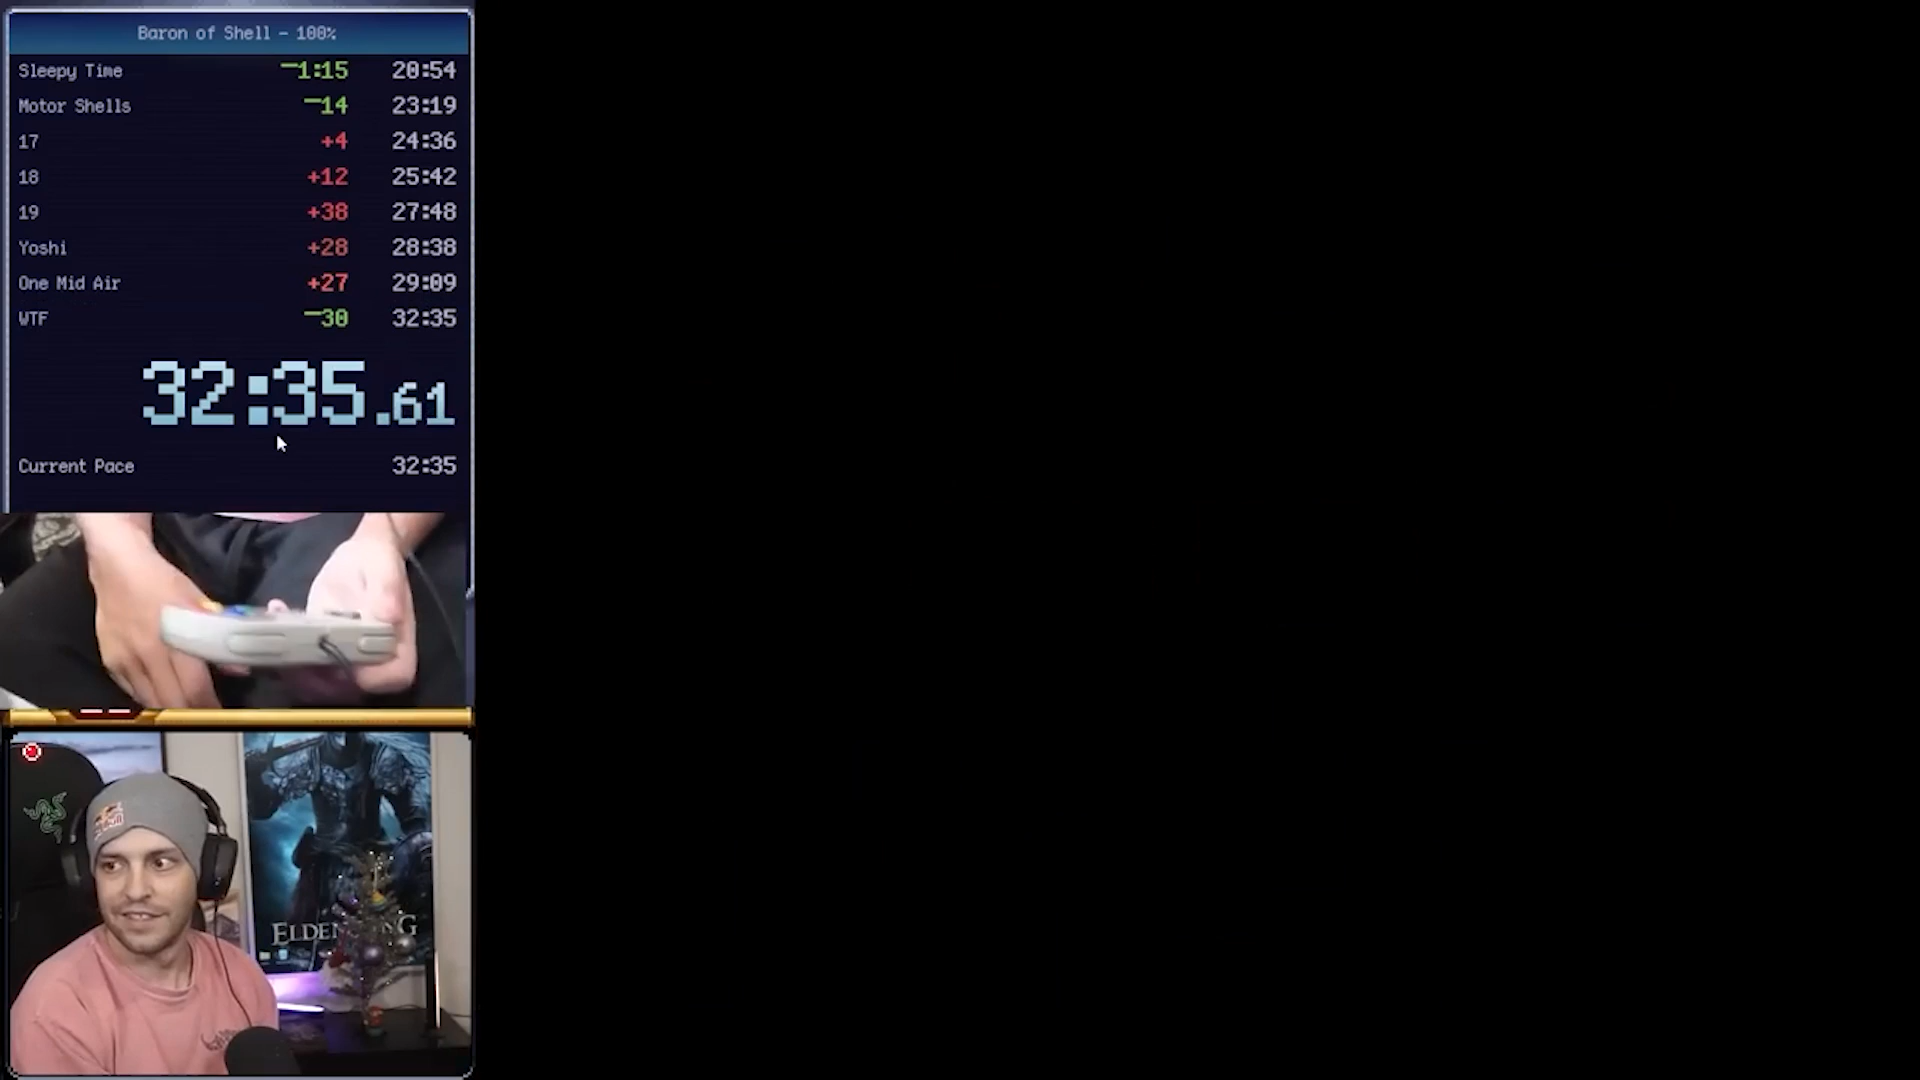 Baron of Shell - 100%
Sleepy Time −1:15 20:54
Motor Shells −14 23:19
17 +4 24:36
18 +12 25:42
19 +38 27:48
Yoshi +28 28:38
One Mid Air +27 29:09
WTF −30 32:35
32:35.61
Current Pace 32:35